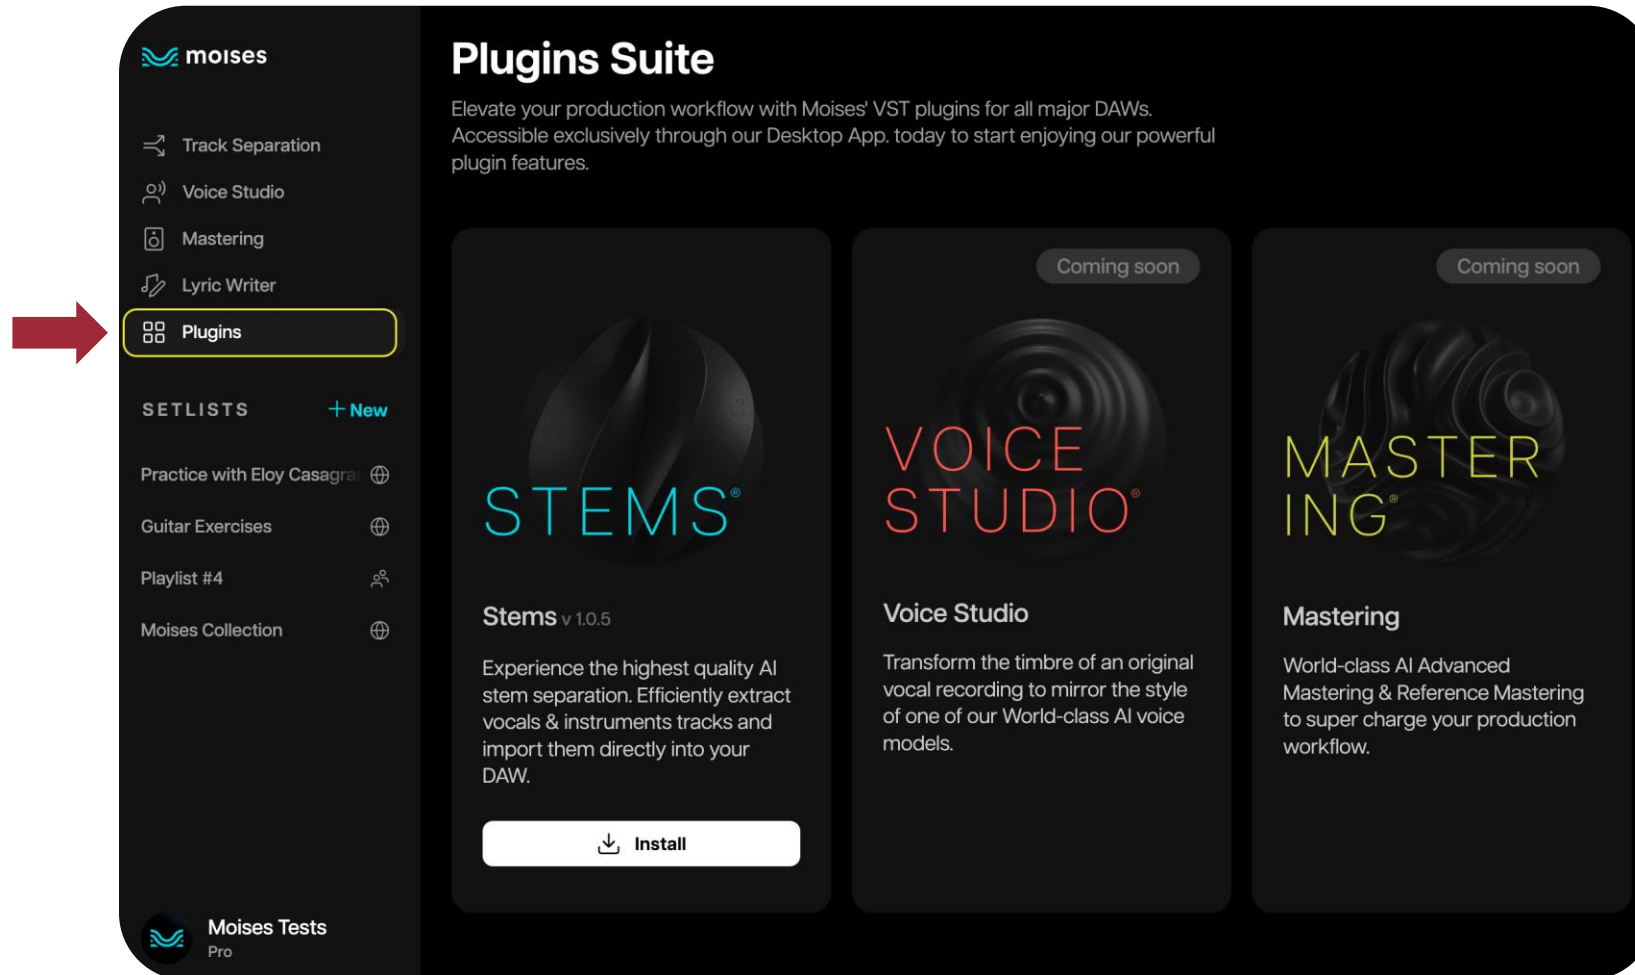 moises
Track Separation
Voice Studio
Mastering
Lyric Writer
Plugins
SETLISTS
+ New
Practice with Eloy
Guitar Exercises
Playlist #4
Moises Collection
Moises Tests
Pro
Plugins Suite
Elevate your production workflow with Moises' VST plugins for all major DAWs.
Accessible exclusively through our Desktop App. today to start enjoying our powerful
plugin features.
STEMS®
Stems v 1.0.5
Experience the highest quality AI
stem separation. Efficiently extract
vocals & instruments tracks and
import them directly into your
DAW.
Install
Coming soon
VOICE
STUDIO®
Voice Studio
Transform the timbre of an original
vocal recording to mirror the style
of one of our World-class AI voice
models.
Coming soon
MASTER
ING®
Mastering
World-class AI Advanced
Mastering & Reference Mastering
to super charge your production
workflow.